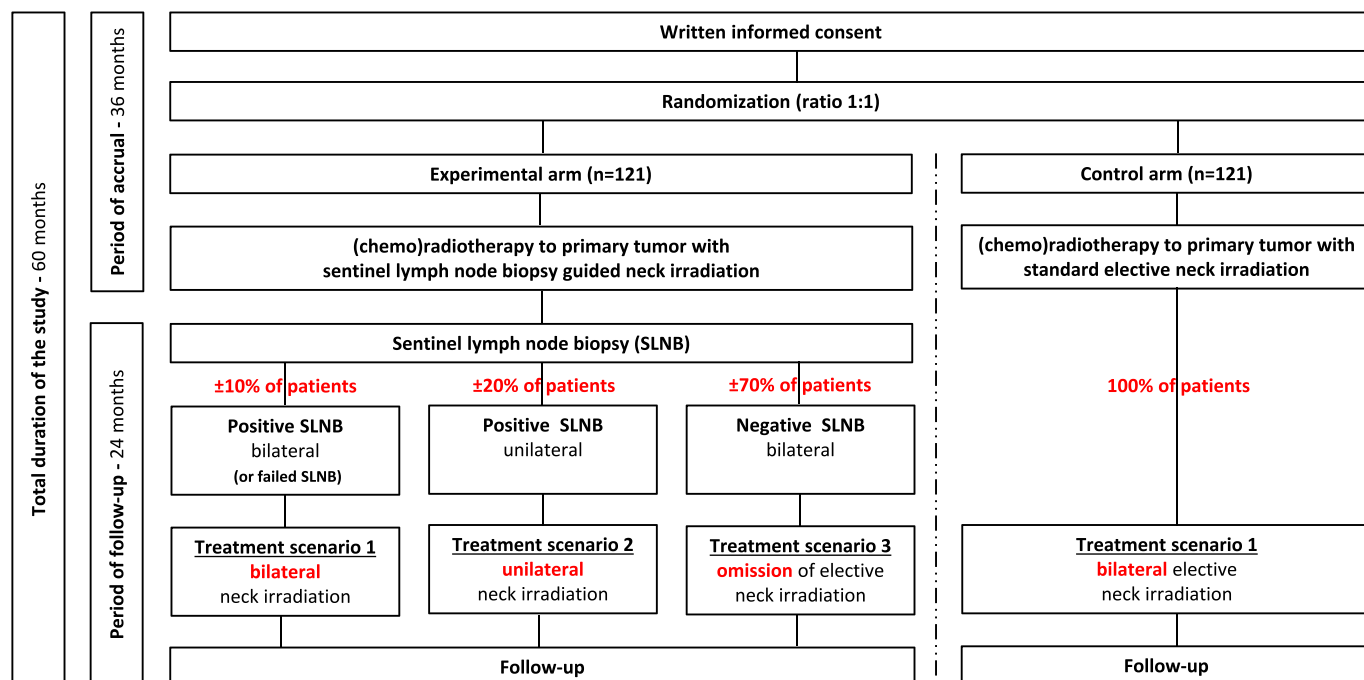 Total duration of the study - 60 months
Period of accrual - 36 months
Period of follow-up - 24 months
Written informed consent
Randomization (ratio 1:1)
Experimental arm (n=121)
Control arm (n=121)
(chemo)radiotherapy to primary tumor with
sentinel lymph node biopsy guided neck irradiation
(chemo)radiotherapy to primary tumor with
standard elective neck irradiation
Sentinel lymph node biopsy (SLNB)
±10% of patients
±20% of patients
±70% of patients
100% of patients
Positive SLNB
bilateral
(or failed SLNB)
Positive SLNB
unilateral
Negative SLNB
bilateral
Treatment scenario 1
bilateral
neck irradiation
Treatment scenario 2
unilateral
neck irradiation
Treatment scenario 3
omission of elective
neck irradiation
Treatment scenario 1
bilateral elective
neck irradiation
Follow-up
Follow-up